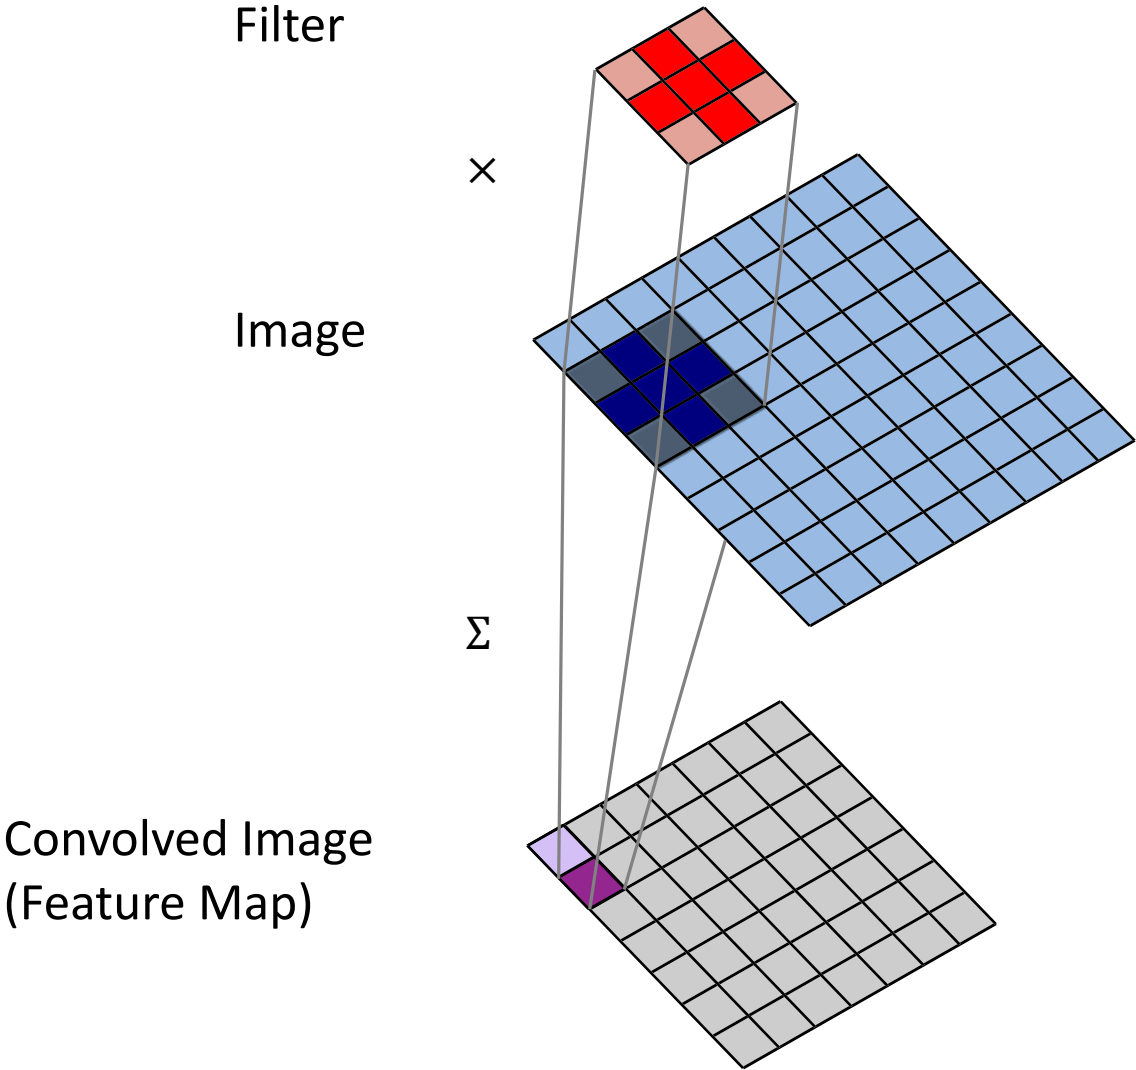 Filter
×
Image
Σ
Convolved Image
(Feature Map)